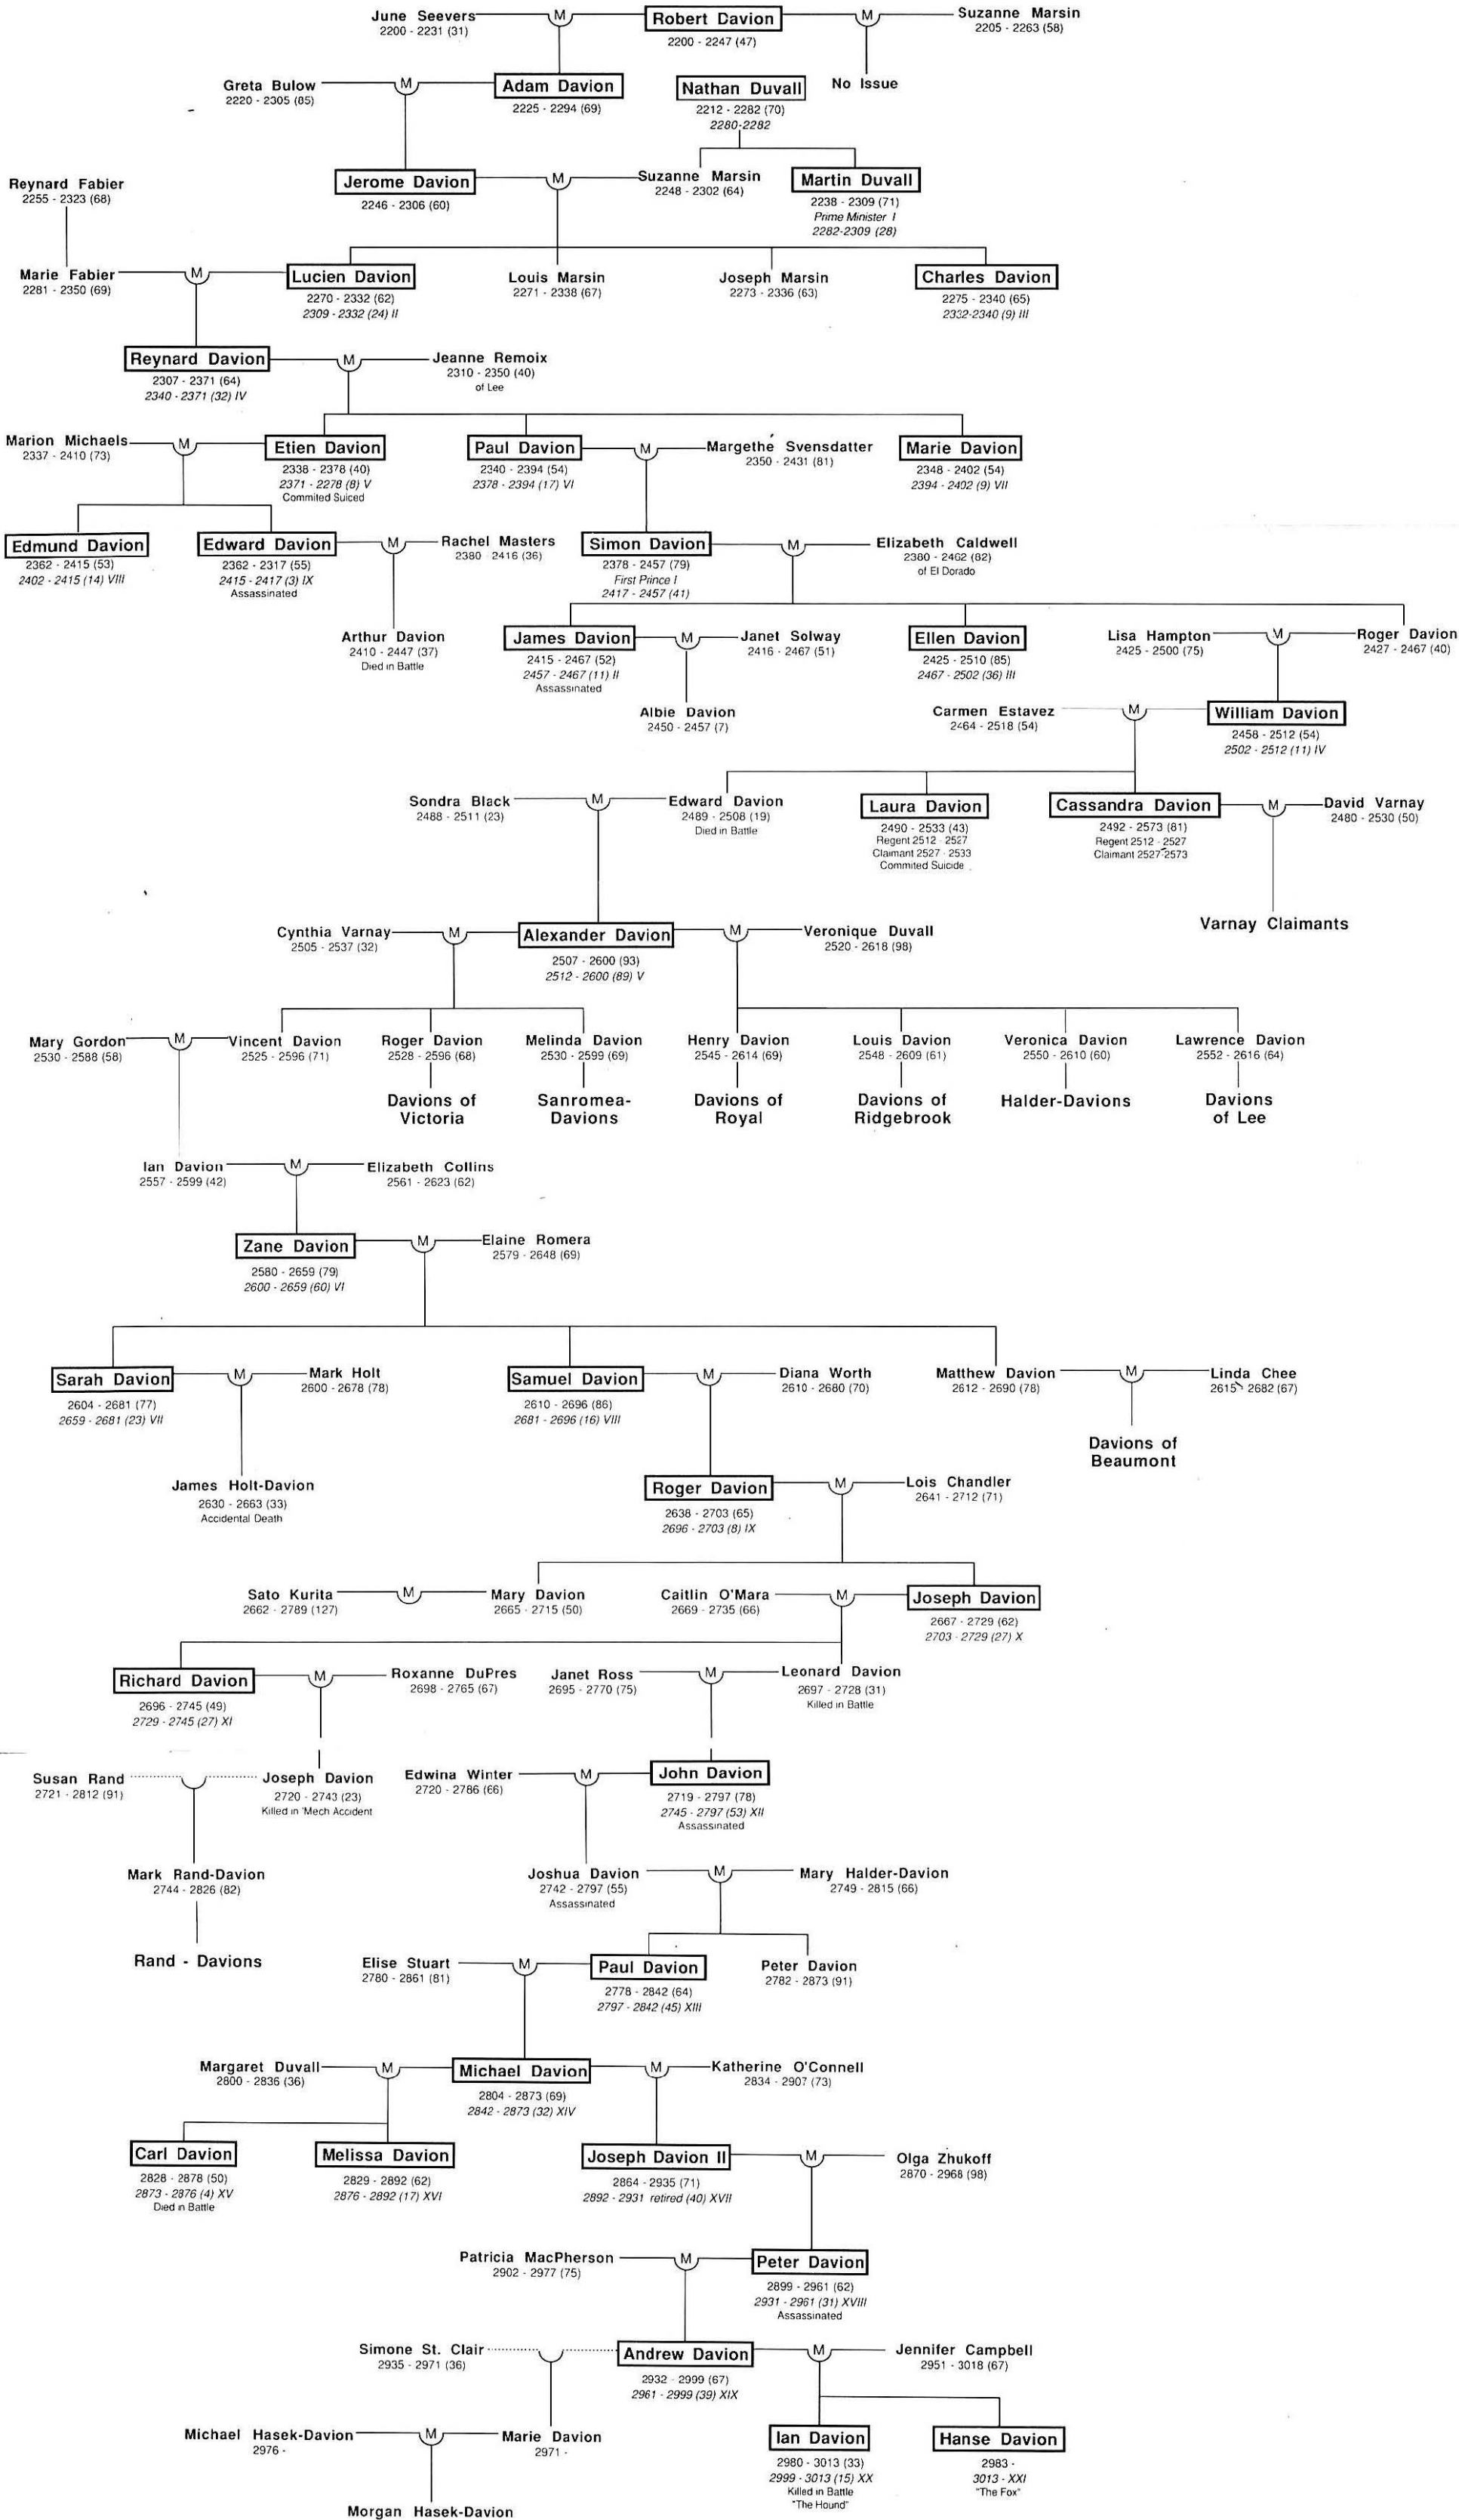 June Seevers
2200 - 2231 (31)
M
Robert Davion
2200 - 2247 (47)
M
Suzanne Marsin
2205 - 2263 (58)
Greta Bulow
2220 - 2305 (85)
M
Adam Davion
2225 - 2294 (69)
Nathan Duvall
2212 - 2282 (70)
2280-2282
No Issue
Jerome Davion
2246 - 2306 (60)
M
Suzanne Marsin
2248 - 2302 (64)
Martin Duvall
2238 - 2309 (71)
Prime Minister I
2282-2309 (28)
Reynard Fabier
2255 - 2323 (68)
Marie Fabier
2281 - 2350 (69)
M
Lucien Davion
2270 - 2332 (62)
2309 - 2332 (24) II
Louis Marsin
2271 - 2338 (67)
Joseph Marsin
2273 - 2336 (63)
Charles Davion
2275 - 2340 (65)
2332-2340 (9) III
Reynard Davion
2307 - 2371 (64)
2340 - 2371 (32) IV
M
Jeanne Remoix
2310 - 2350 (40)
of Lee
Marion Michaels
2337 - 2410 (73)
M
Etien Davion
2338 - 2378 (40)
2371 - 2278 (8) V
Commited Suiced
Paul Davion
2340 - 2394 (54)
2378 - 2394 (17) VI
M
Margethé Svensdatter
2350 - 2431 (81)
Marie Davion
2348 - 2402 (54)
2394 - 2402 (9) VII
Edmund Davion
2362 - 2415 (53)
2402 - 2415 (14) VIII
Edward Davion
2362 - 2317 (55)
2415 - 2417 (3) IX
Assassinated
M
Rachel Masters
2380 - 2416 (36)
Simon Davion
2378 - 2457 (79)
First Prince I
2417 - 2457 (41)
M
Elizabeth Caldwell
2380 - 2462 (82)
of El Dorado
Arthur Davion
2410 - 2447 (37)
Died in Battle
James Davion
2415 - 2467 (52)
2457 - 2467 (11) II
Assassinated
M
Janet Solway
2416 - 2467 (51)
Ellen Davion
2425 - 2510 (85)
2467 - 2502 (36) III
Lisa Hampton
2425 - 2500 (75)
M
Roger Davion
2427 - 2467 (40)
Albie Davion
2450 - 2457 (7)
Carmen Estavez
2464 - 2518 (54)
M
William Davion
2458 - 2512 (54)
2502 - 2512 (11) IV
Sondra Black
2488 - 2511 (23)
M
Edward Davion
2489 - 2508 (19)
Died in Battle
Laura Davion
2490 - 2533 (43)
Regent 2512 - 2527
Claimant 2527 - 2533
Commited Suicide
Cassandra Davion
2492 - 2573 (81)
Regent 2512 - 2527
Claimant 2527-2573
M
David Varnay
2480 - 2530 (50)
Varnay Claimants
Cynthia Varnay
2505 - 2537 (32)
M
Alexander Davion
2507 - 2600 (93)
2512 - 2600 (89) V
M
Veronique Duvall
2520 - 2618 (98)
Mary Gordon
2530 - 2588 (58)
M
Vincent Davion
2525 - 2596 (71)
Roger Davion
2528 - 2596 (68)
Davions of
Victoria
Melinda Davion
2530 - 2599 (69)
Sanromea-
Davions
Henry Davion
2545 - 2614 (69)
Davions of
Royal
Louis Davion
2548 - 2609 (61)
Davions of
Ridgebrook
Veronica Davion
2550 - 2610 (60)
Halder-Davions
Lawrence Davion
2552 - 2616 (64)
Davions
of Lee
Ian Davion
2557 - 2599 (42)
M
Elizabeth Collins
2561 - 2623 (62)
Zane Davion
2580 - 2659 (79)
2600 - 2659 (60) VI
M
Elaine Romera
2579 - 2648 (69)
Sarah Davion
2604 - 2681 (77)
2659 - 2681 (23) VII
M
Mark Holt
2600 - 2678 (78)
Samuel Davion
2610 - 2696 (86)
2681 - 2696 (16) VIII
M
Diana Worth
2610 - 2680 (70)
Matthew Davion
2612 - 2690 (78)
M
Linda Chee
2615 - 2682 (67)
Davions of
Beaumont
James Holt-Davion
2630 - 2663 (33)
Accidental Death
Roger Davion
2638 - 2703 (65)
2696 - 2703 (8) IX
M
Lois Chandler
2641 - 2712 (71)
Sato Kurita
2662 - 2789 (127)
M
Mary Davion
2665 - 2715 (50)
Caitlin O'Mara
2669 - 2735 (66)
M
Joseph Davion
2667 - 2729 (62)
2703 - 2729 (27) X
Richard Davion
2696 - 2745 (49)
2729 - 2745 (27) XI
M
Roxanne DuPres
2698 - 2765 (67)
Janet Ross
2695 - 2770 (75)
M
Leonard Davion
2697 - 2728 (31)
Killed in Battle
Susan Rand
2721 - 2812 (91)
Joseph Davion
2720 - 2743 (23)
Killed in 'Mech Accident
Edwina Winter
2720 - 2786 (66)
M
John Davion
2719 - 2797 (78)
2745 - 2797 (53) XII
Assassinated
Mark Rand-Davion
2744 - 2826 (82)
Rand - Davions
Joshua Davion
2742 - 2797 (55)
Assassinated
M
Mary Halder-Davion
2749 - 2815 (66)
Elise Stuart
2780 - 2861 (81)
M
Paul Davion
2778 - 2842 (64)
2797 - 2842 (45) XIII
Peter Davion
2782 - 2873 (91)
Margaret Duvall
2800 - 2836 (36)
M
Michael Davion
2804 - 2873 (69)
2842 - 2873 (32) XIV
M
Katherine O'Connell
2834 - 2907 (73)
Carl Davion
2828 - 2878 (50)
2873 - 2876 (4) XV
Died in Battle
Melissa Davion
2829 - 2892 (62)
2876 - 2892 (17) XVI
Joseph Davion II
2864 - 2935 (71)
2892 - 2931 retired (40) XVII
M
Olga Zhukoff
2870 - 2968 (98)
Patricia MacPherson
2902 - 2977 (75)
M
Peter Davion
2899 - 2961 (62)
2931 - 2961 (31) XVIII
Assassinated
Simone St. Clair
2935 - 2971 (36)
Andrew Davion
2932 - 2999 (67)
2961 - 2999 (39) XIX
M
Jennifer Campbell
2951 - 3018 (67)
Michael Hasek-Davion
2976 -
M
Marie Davion
2971 -
Ian Davion
2980 - 3013 (33)
2999 - 3013 (15) XX
Killed in Battle
"The Hound"
Hanse Davion
2983 -
3013 - XXI
"The Fox"
Morgan Hasek-Davion